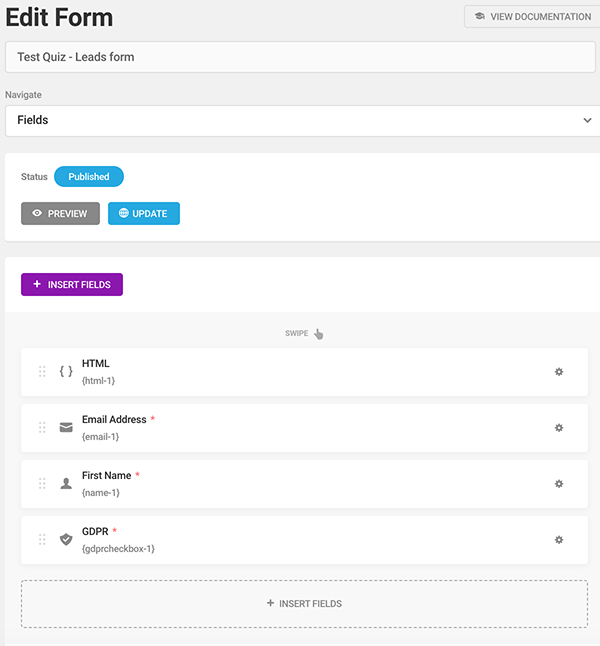 Edit Form
VIEW DOCUMENTATION
Test Quiz - Leads form
Navigate
Fields
Status Published
PREVIEW UPDATE
+ INSERT FIELDS
SWIPE
{ } HTML
{html-1}
Email Address *
{email-1}
First Name *
{name-1}
GDPR *
{gdprcheckbox-1}
+ INSERT FIELDS